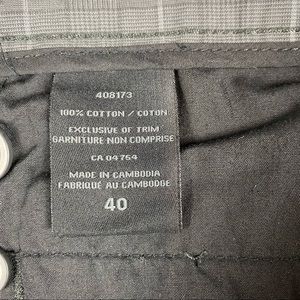 408173
100% COTTON / COTON
EXCLUSIVE OF TRIM
GARNITURE NON COMPRISE
CA 04764
MADE IN CAMBODIA
FABRIQUÉ AU CAMBODGE
40